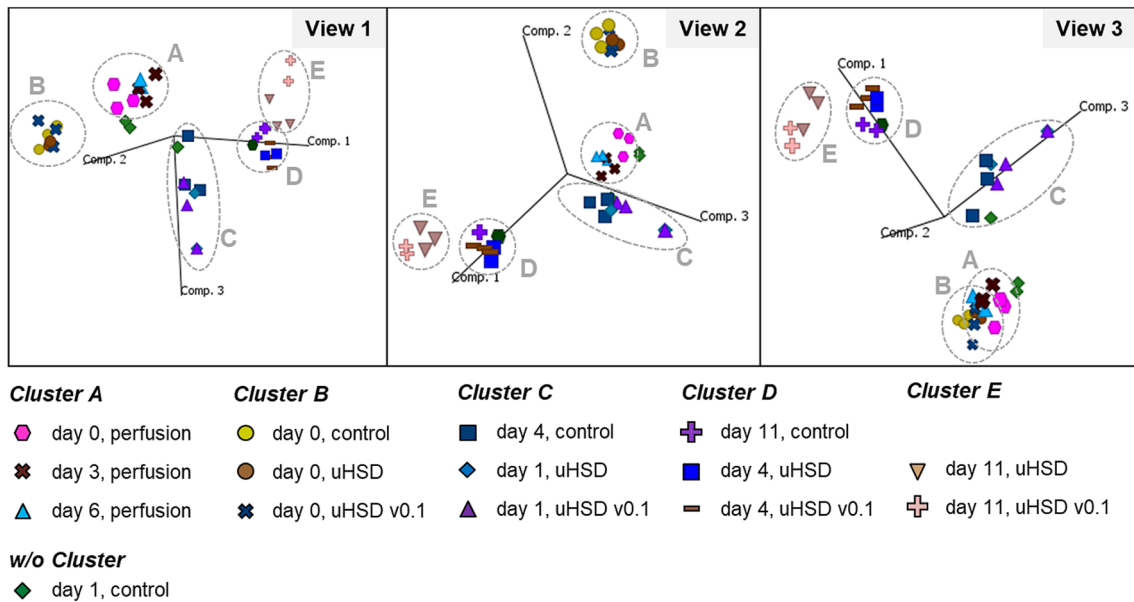 View 1
View 2
View 3
A
B
E
D
C
Comp. 1
Comp. 2
Comp. 3
Comp. 2
B
A
E
D
C
Comp. 3
Comp. 1
Comp. 1
Comp. 3
E
D
C
Comp. 2
A
B
Cluster A
Cluster B
Cluster C
Cluster D
Cluster E
day 0, perfusion
day 0, control
day 4, control
day 11, control
day 3, perfusion
day 0, uHSD
day 1, uHSD
day 4, uHSD
day 11, uHSD
day 6, perfusion
day 0, uHSD v0.1
day 1, uHSD v0.1
day 4, uHSD v0.1
day 11, uHSD v0.1
w/o Cluster
day 1, control